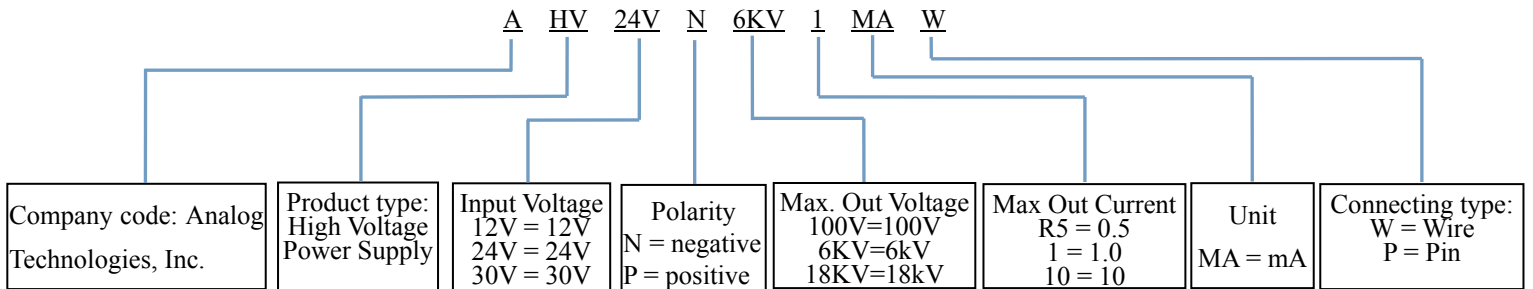 A HV 24V N 6KV 1 MA W
Company code: Analog
Technologies, Inc.
Product type:
High Voltage
Power Supply
Input Voltage
12V = 12V
24V = 24V
30V = 30V
Polarity
N = negative
P = positive
Max. Out Voltage
100V=100V
6KV=6kV
18KV=18kV
Max Out Current
R5 = 0.5
1 = 1.0
10 = 10
Unit
MA = mA
Connecting type:
W = Wire
P = Pin